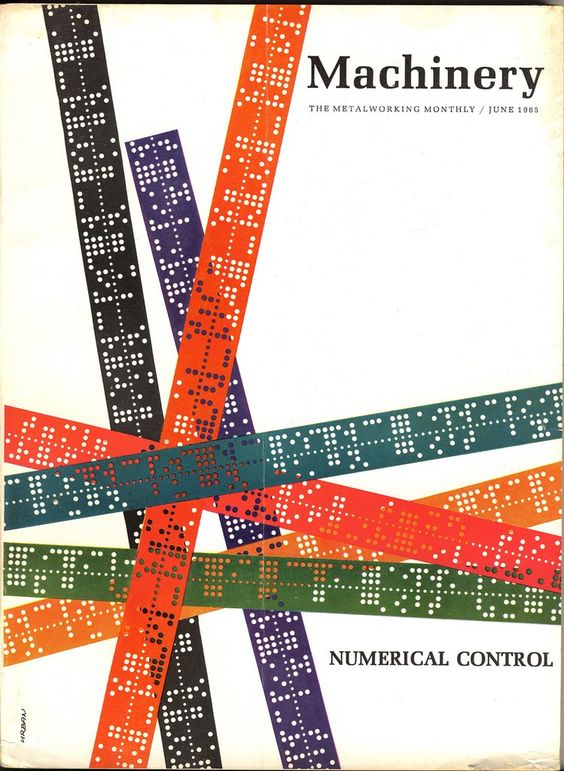 Machinery
THE METALWORKING MONTHLY / JUNE 1965
NUMERICAL CONTROL
URBAN